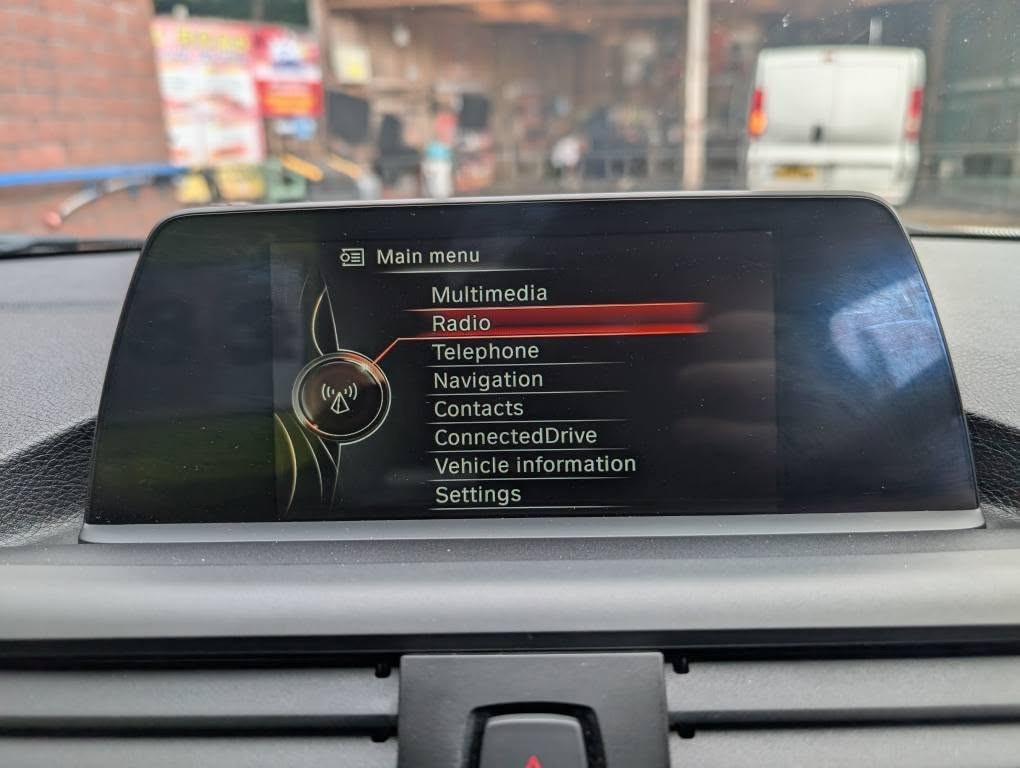 Main menu
Multimedia
Radio
Telephone
Navigation
Contacts
ConnectedDrive
Vehicle information
Settings